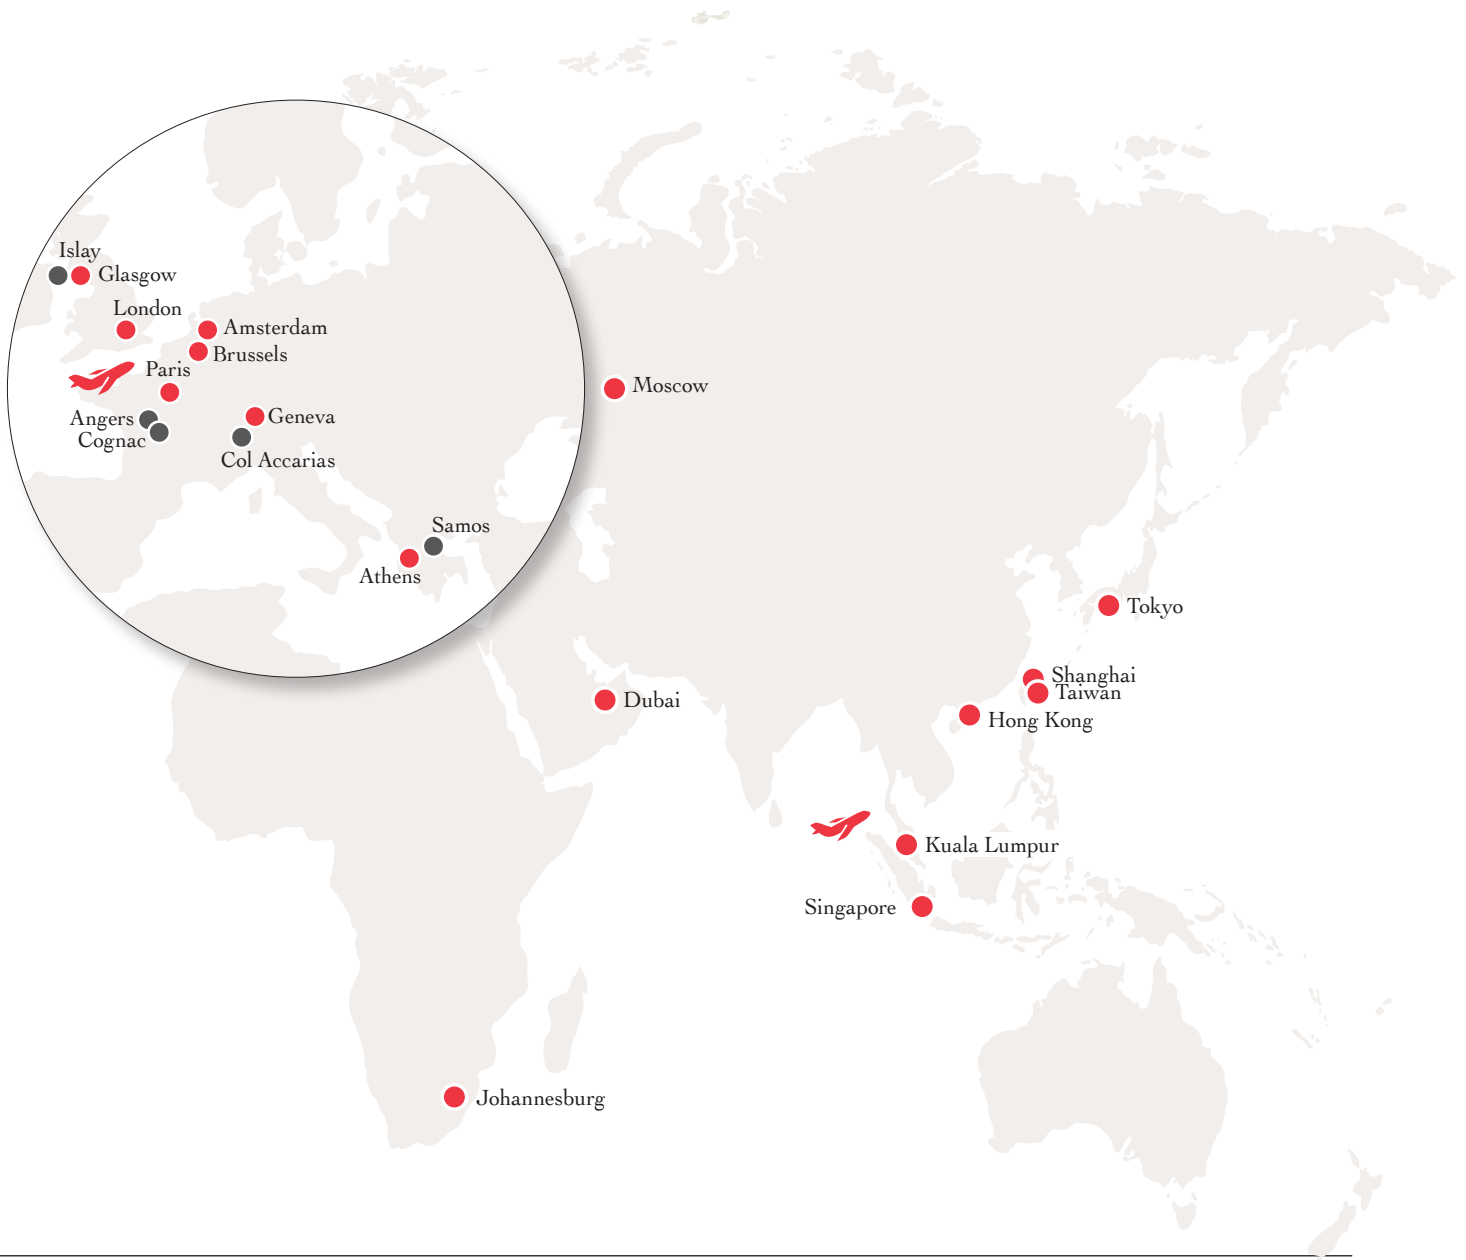 Islay
Glasgow
London
Amsterdam
Brussels
Paris
Moscow
Angers
Geneva
Cognac
Col Accarias
Samos
Athens
Tokyo
Shanghai
Taiwan
Dubai
Hong Kong
Kuala Lumpur
Singapore
Johannesburg